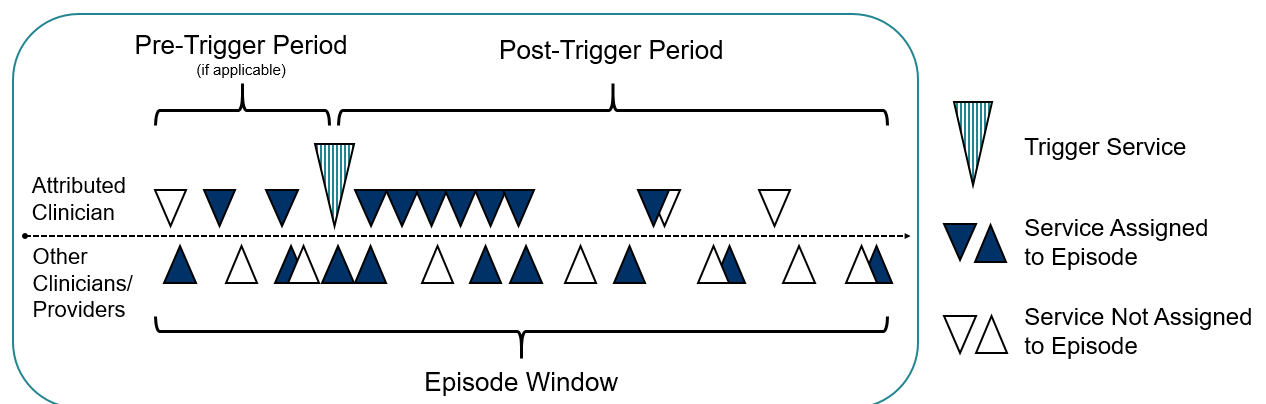 Pre-Trigger Period
(if applicable)
Post-Trigger Period
Attributed
Clinician
Other
Clinicians/
Providers
Episode Window
Trigger Service
Service Assigned
to Episode
Service Not Assigned
to Episode